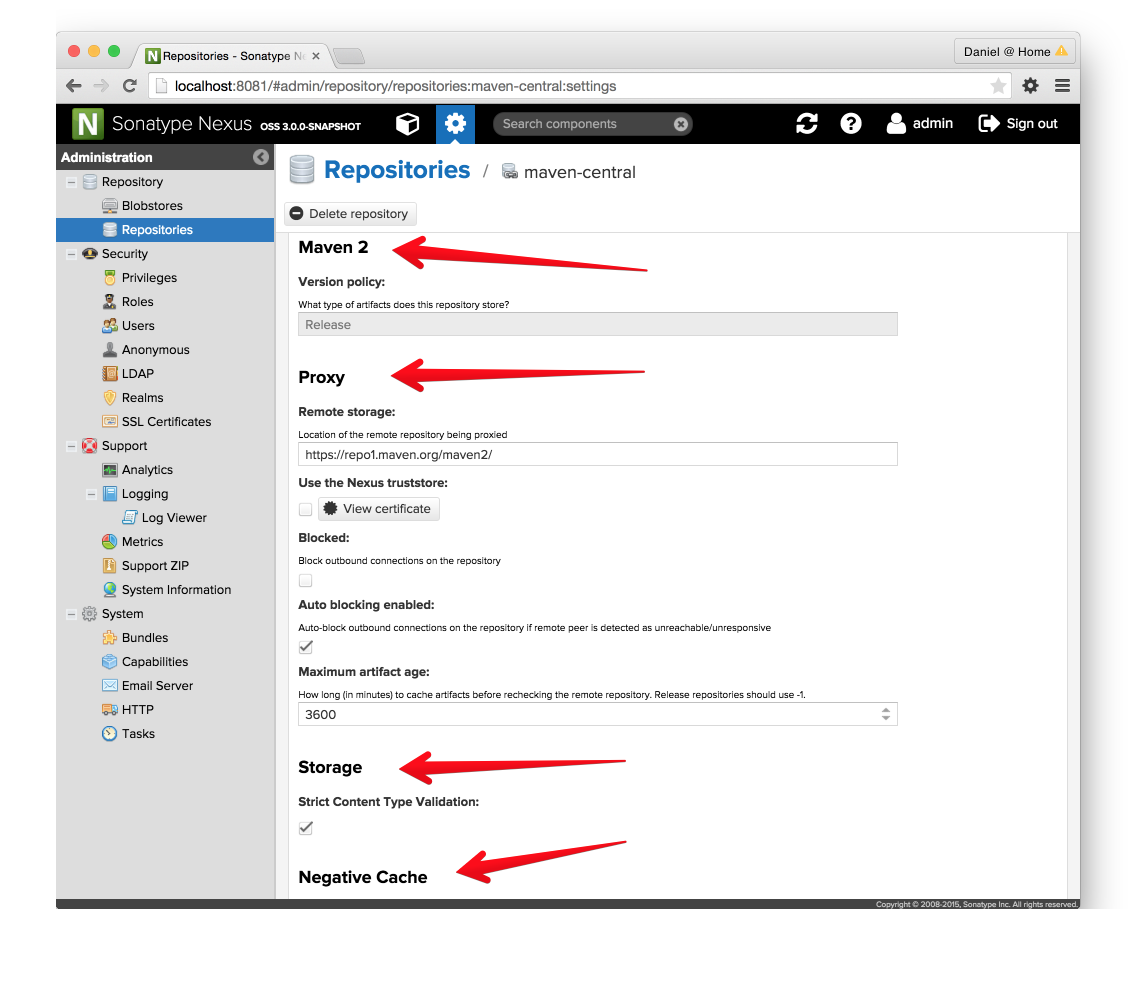 Repositories - Sonatype Ne
Daniel @ Home
localhost:8081/#admin/repository/repositories:maven-central:settings
N Sonatype Nexus OSS 3.0.0-SNAPSHOT
Search components
admin
Sign out
Administration
Repository
Blobstores
Repositories
Security
Privileges
Roles
Users
Anonymous
LDAP
Realms
SSL Certificates
Support
Analytics
Logging
Log Viewer
Metrics
Support ZIP
System Information
System
Bundles
Capabilities
Email Server
HTTP
Tasks
Repositories / maven-central
Delete repository
Maven 2
Version policy:
What type of artifacts does this repository store?
Release
Proxy
Remote storage:
Location of the remote repository being proxied
https://repo1.maven.org/maven2/
Use the Nexus truststore:
View certificate
Blocked:
Block outbound connections on the repository
Auto blocking enabled:
Auto-block outbound connections on the repository if remote peer is detected as unreachable/unresponsive
Maximum artifact age:
How long (in minutes) to cache artifacts before rechecking the remote repository. Release repositories should use -1.
3600
Storage
Strict Content Type Validation:
Negative Cache
Copyright © 2008-2015, Sonatype Inc. All rights reserved.